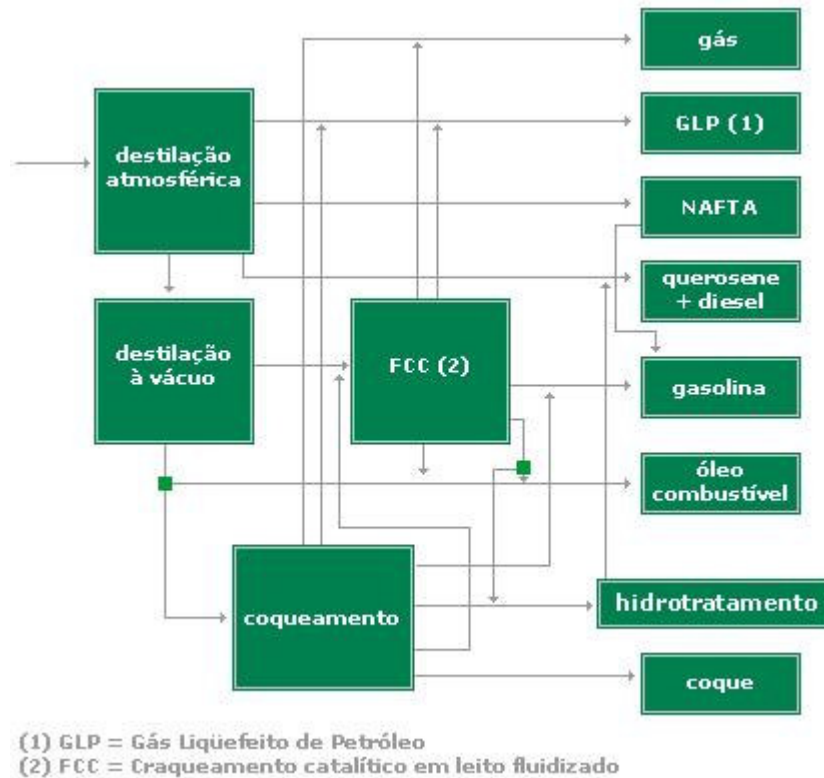 gás
destilação
atmosférica
GLP (1)
NAFTA
querosene
+ diesel
destilação
à vácuo
FCC (2)
gasolina
óleo
combustível
coqueamento
hidrotratamento
coque
(1) GLP = Gás Liqüefeito de Petróleo
(2) FCC = Craqueamento catalítico em leito fluidizado